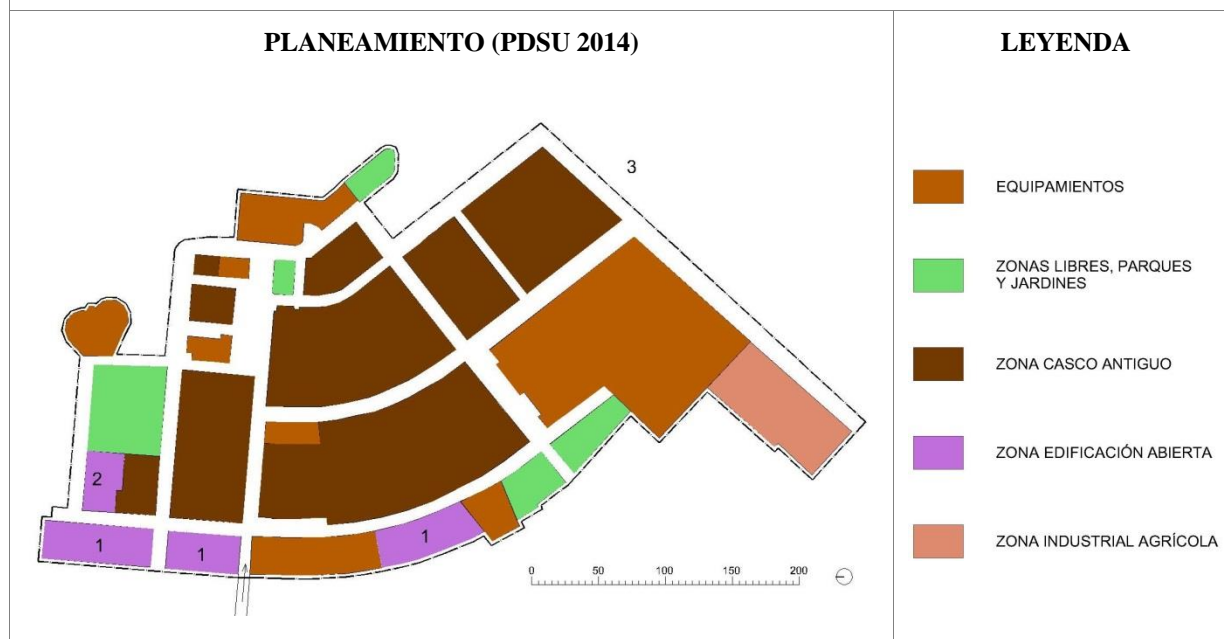 PLANEAMIENTO (PDSU 2014)
LEYENDA
3
2
1
1
1
0 50 100 150 200
EQUIPAMIENTOS
ZONAS LIBRES, PARQUES
Y JARDINES
ZONA CASCO ANTIGUO
ZONA EDIFICACIÓN ABIERTA
ZONA INDUSTRIAL AGRÍCOLA